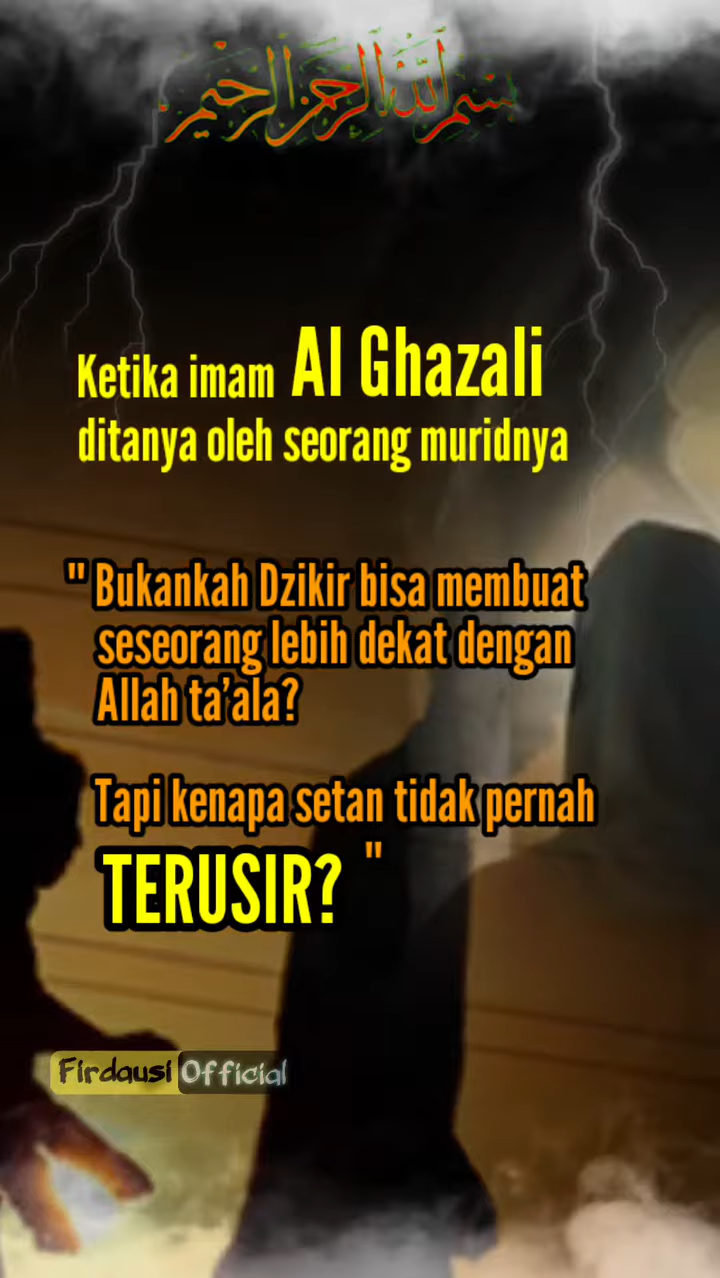 بسم الله الرحمن الرحيم
Ketika imam Al Ghazali
ditanya oleh seorang muridnya
" Bukankah Dzikir bisa membuat
seseorang lebih dekat dengan
Allah ta’ala?
Tapi kenapa setan tidak pernah
TERUSIR? "
Firdausi Official